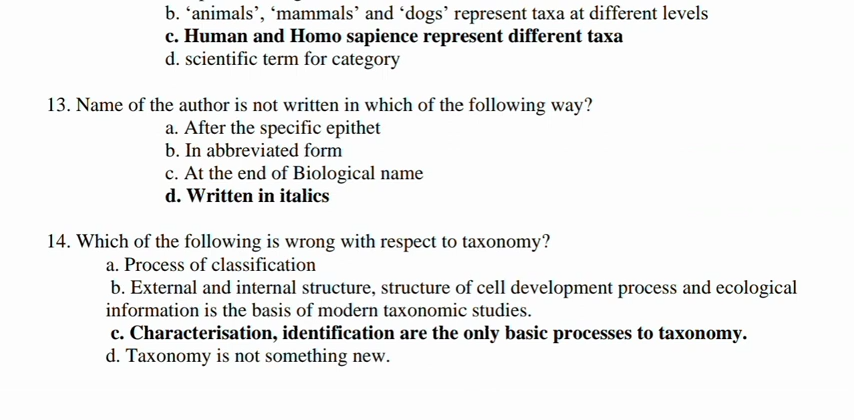 b. ‘animals’, ‘mammals’ and ‘dogs’ represent taxa at different levels
c. Human and Homo sapience represent different taxa
d. scientific term for category
13. Name of the author is not written in which of the following way?
a. After the specific epithet
b. In abbreviated form
c. At the end of Biological name
d. Written in italics
14. Which of the following is wrong with respect to taxonomy?
a. Process of classification
b. External and internal structure, structure of cell development process and ecological
information is the basis of modern taxonomic studies.
c. Characterisation, identification are the only basic processes to taxonomy.
d. Taxonomy is not something new.